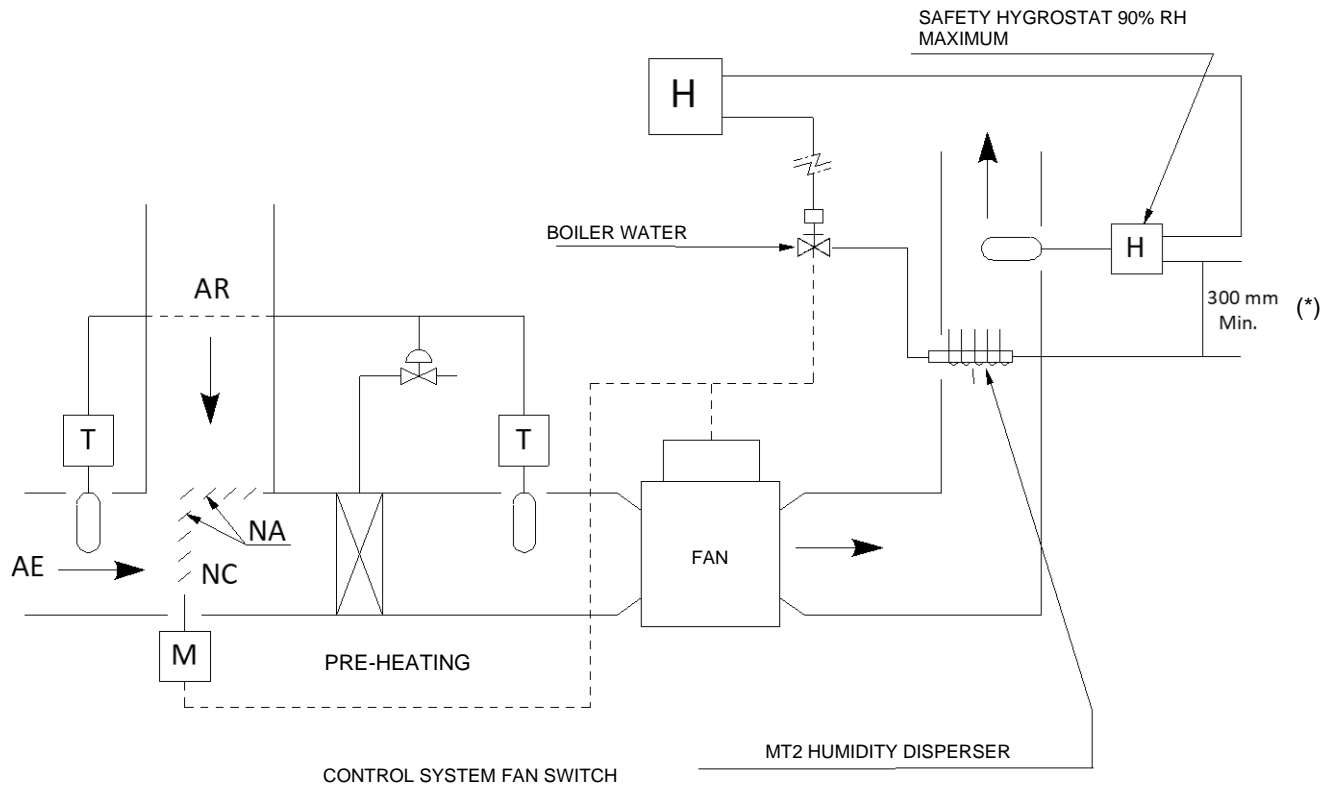 SAFETY HYGROSTAT 90% RH
MAXIMUM
H
BOILER WATER
H
AR
300 mm
Min.
(*)
T
T
NA
FAN
AE
NC
M
PRE-HEATING
MT2 HUMIDITY DISPERSER
CONTROL SYSTEM FAN SWITCH